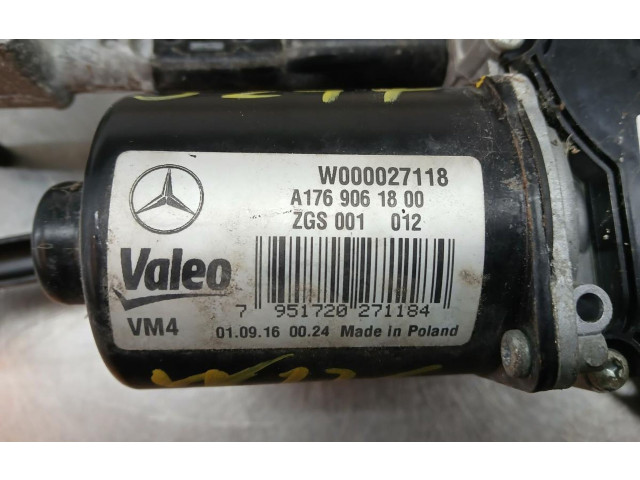 W000027118
A176 906 18 00
ZGS 001 012
Valeo
7 951720 271184
VM4 01.09.16 00.24 Made in Poland